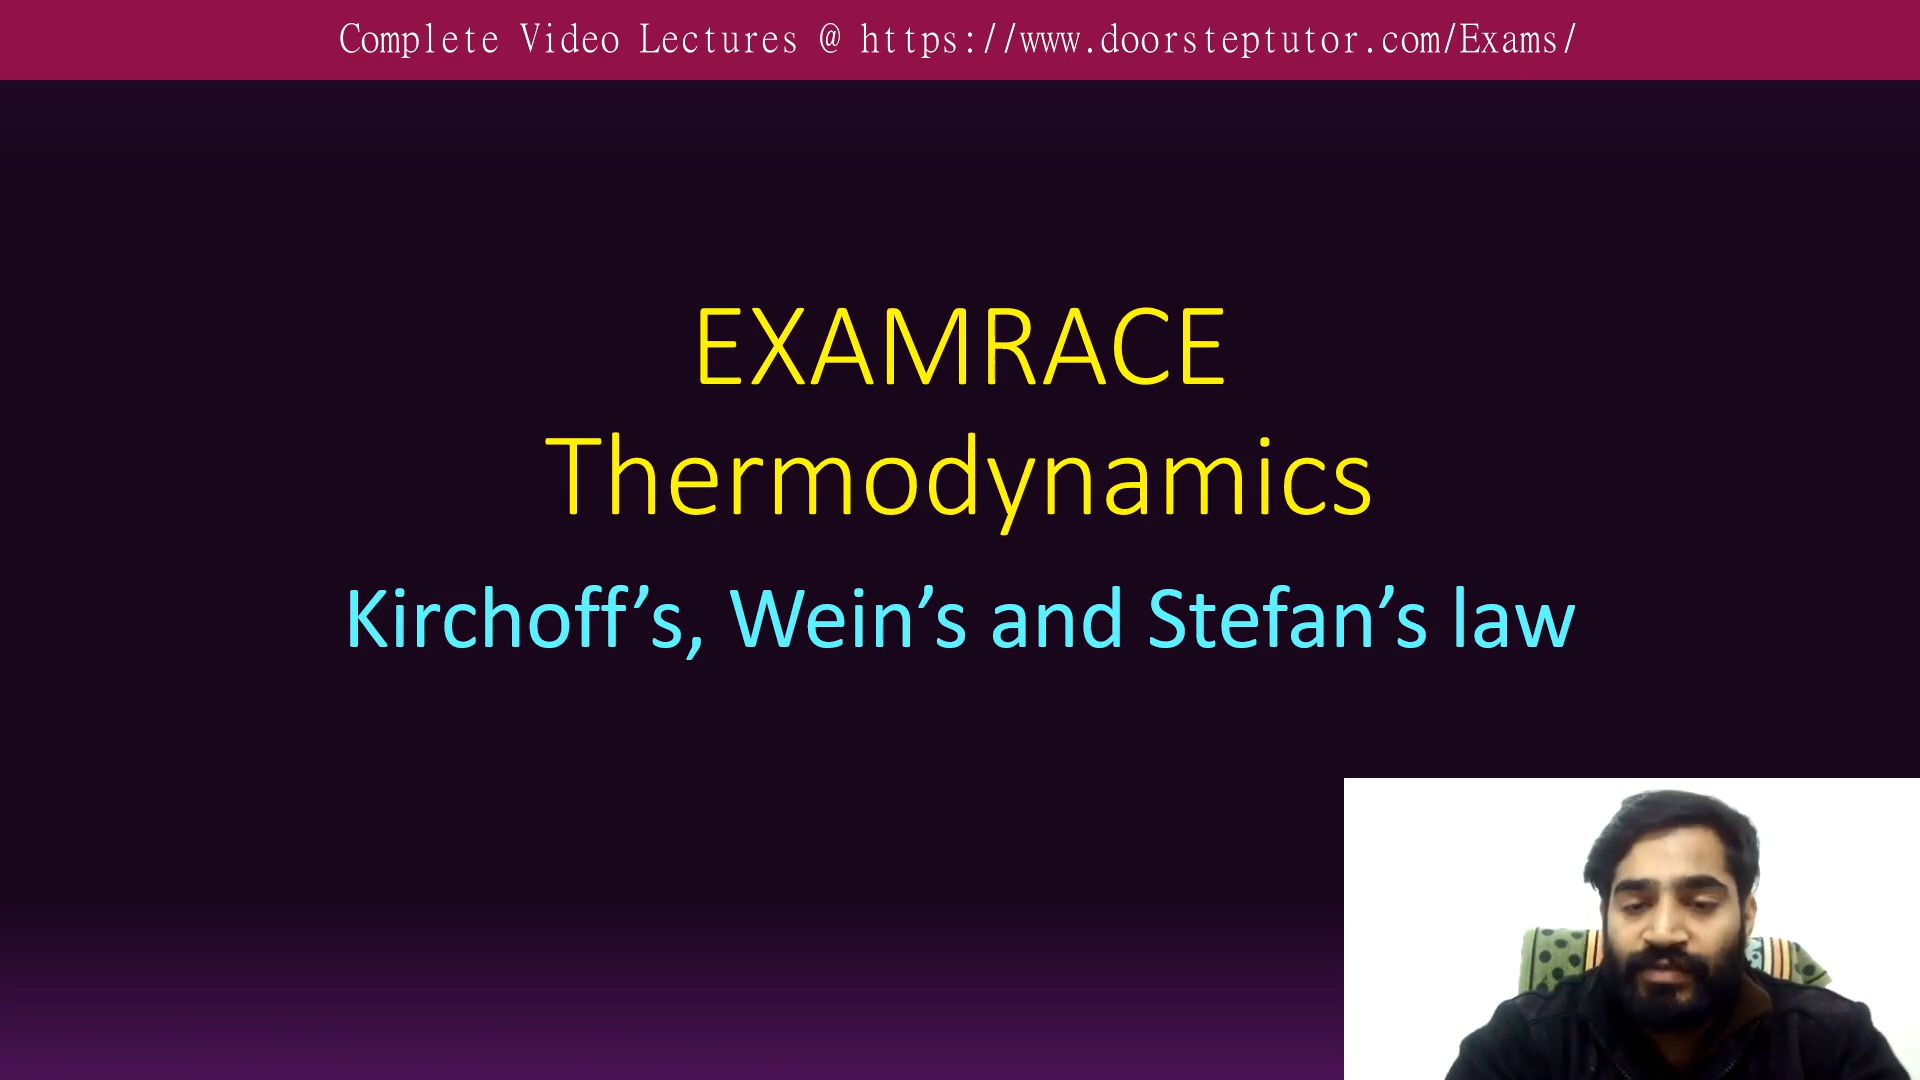 Complete Video Lectures @ https://www.doorsteptutor.com/Exams/
EXAMRACE
Thermodynamics
Kirchoff’s, Wein’s and Stefan’s law